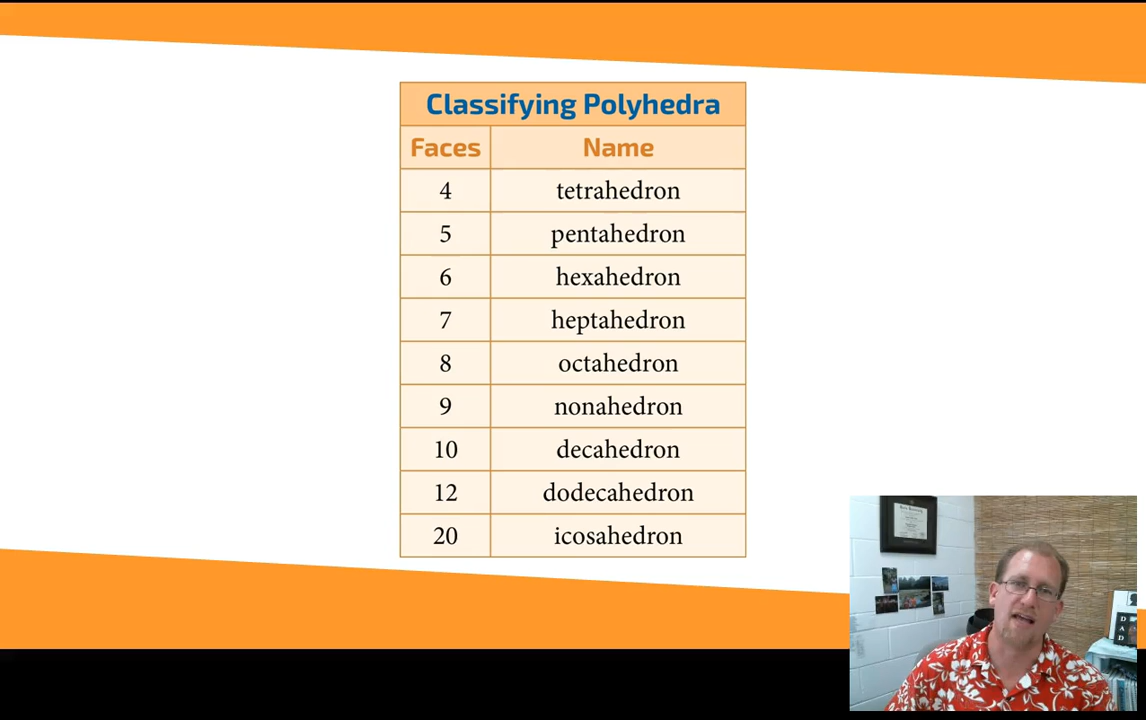 Classifying Polyhedra
Faces Name
4 tetrahedron
5 pentahedron
6 hexahedron
7 heptahedron
8 octahedron
9 nonahedron
10 decahedron
12 dodecahedron
20 icosahedron
DAD